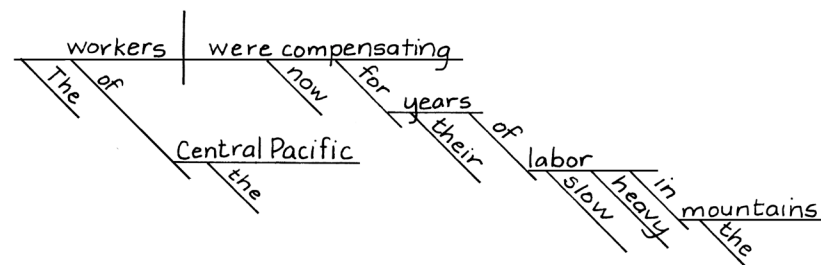 workers were compensating
The of now for
years
their of
Central Pacific labor
the slow heavy in
mountains
the